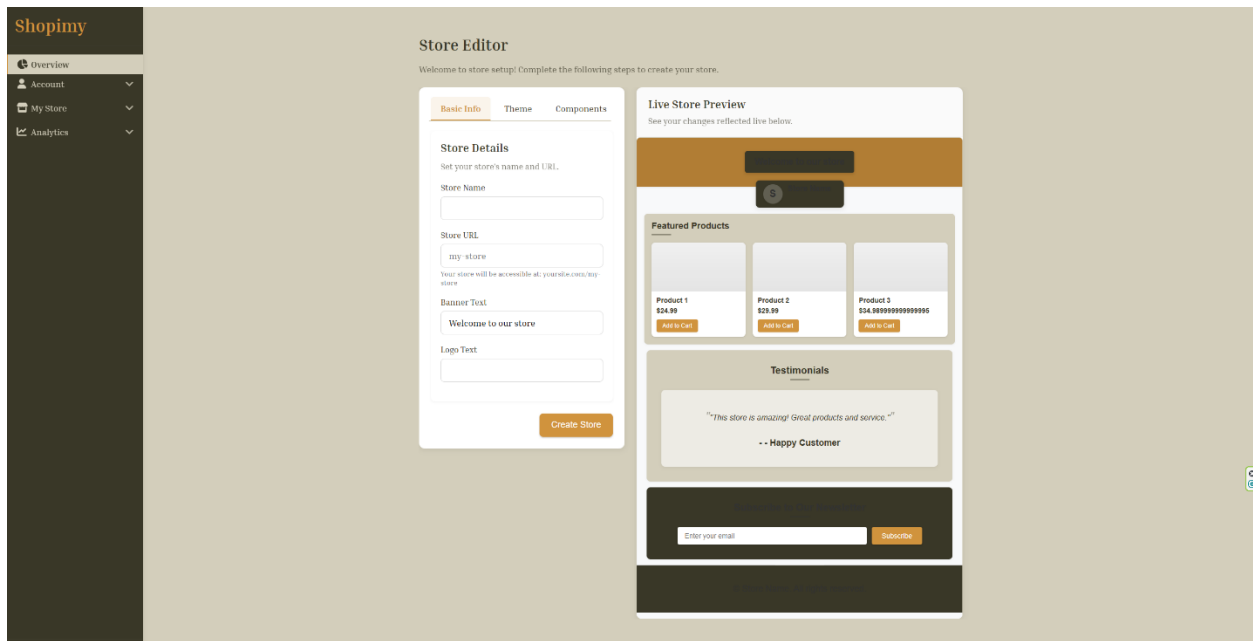 Shopimy
Overview
Account
My Store
Analytics
Store Editor
Welcome to store setup! Complete the following steps to create your store.
Basic Info Theme Components
Store Details
Set your store's name and URL.
Store Name
Store URL
my-store
Your store will be accessible at: yoursite.com/my-
store
Banner Text
Welcome to our store
Logo Text
Create Store
Live Store Preview
See your changes reflected live below.
S
Featured Products
Product 1 Product 2 Product 3
$24.99 $29.99 $34.989999999999995
Add to Cart Add to Cart Add to Cart
Testimonials
""This store is amazing! Great products and service.""
- - Happy Customer
Enter your email Subscribe